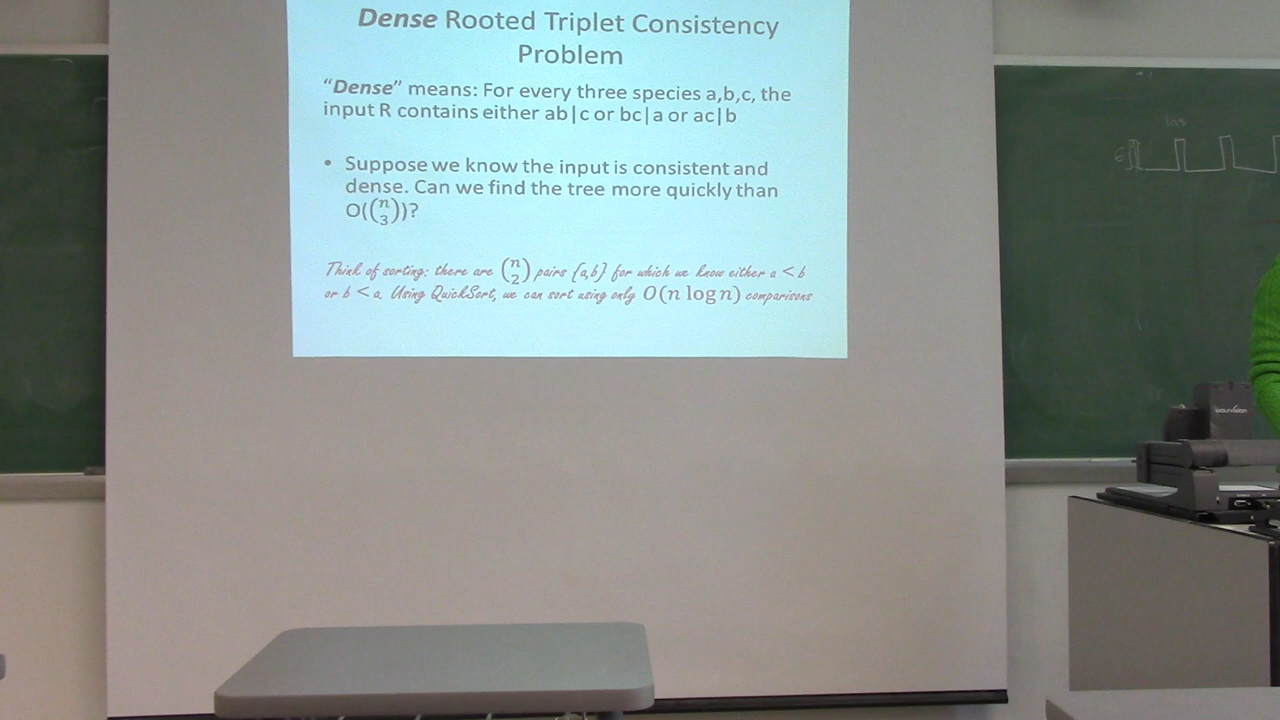 Dense Rooted Triplet Consistency
Problem
“Dense” means: For every three species a,b,c, the
input R contains either ab|c or bc|a or ac|b
• Suppose we know the input is consistent and
dense. Can we find the tree more quickly than
O((n 3))?
Think of sorting: there are (n 2) pairs {a,b} for which we know either a < b
or b < a. Using QuickSort, we can sort using only O(n log n) comparisons
wolfvision